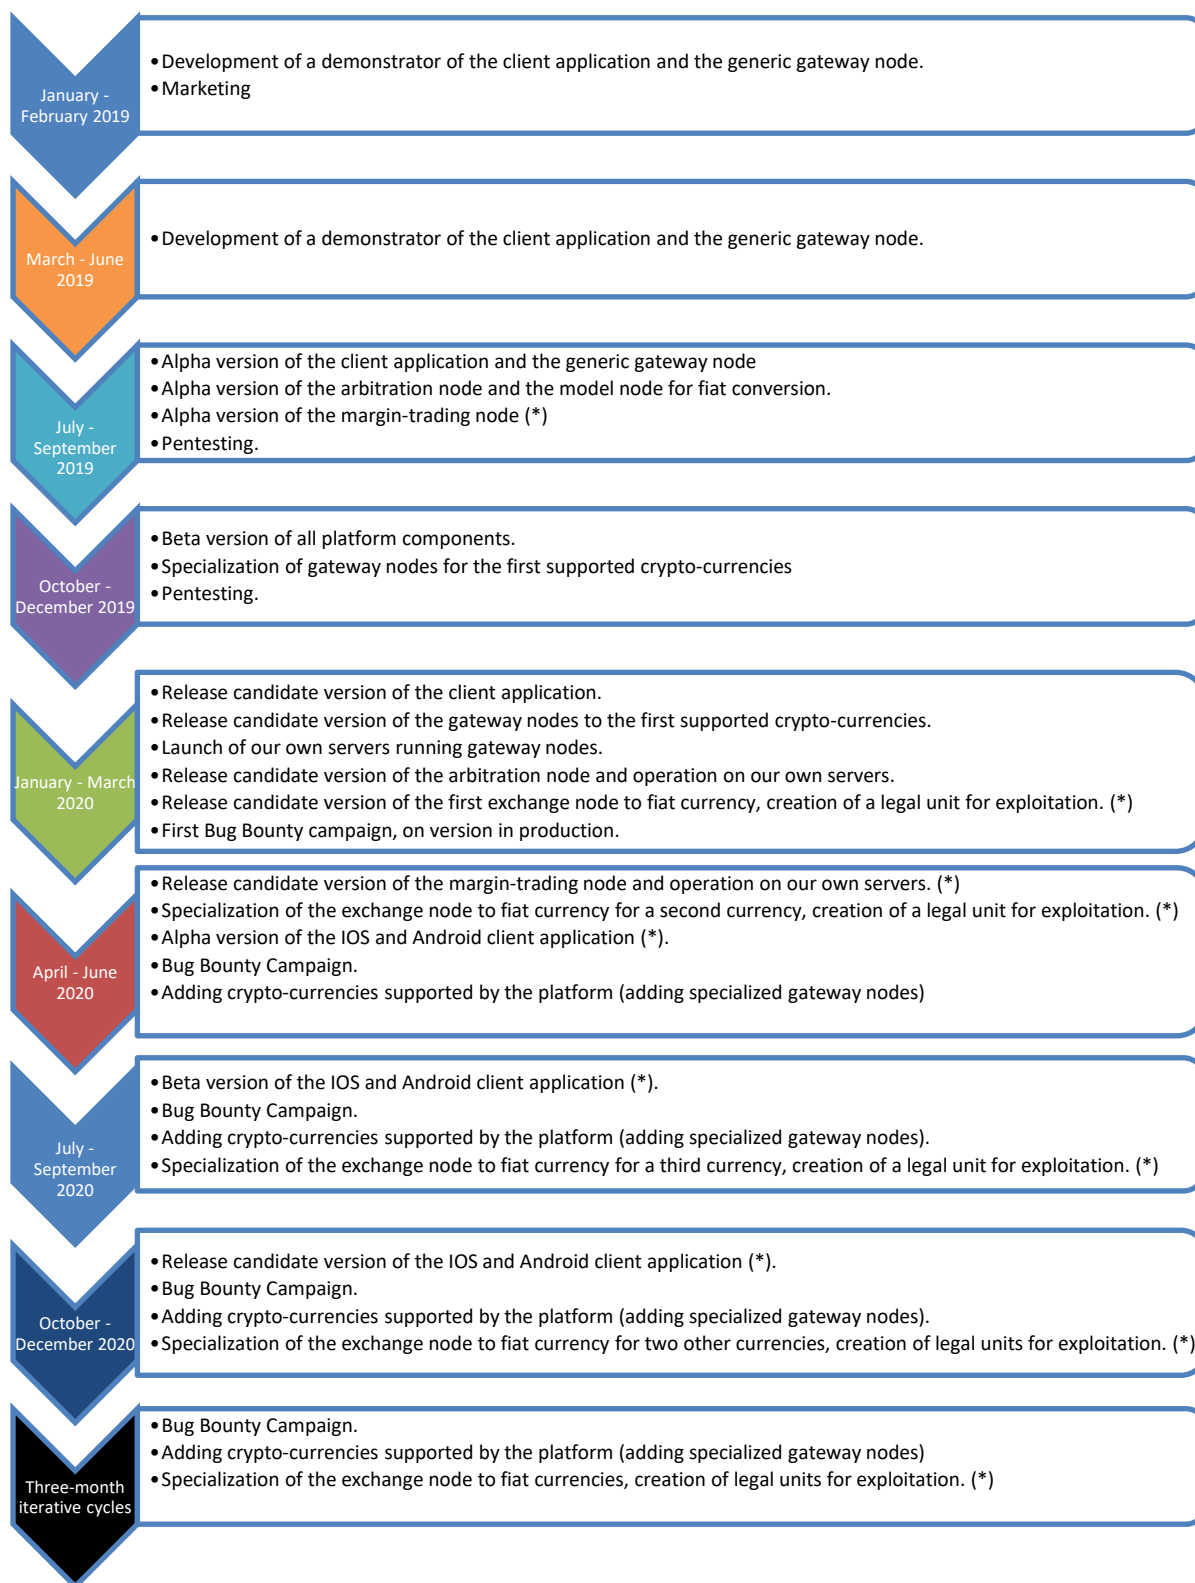 January -
February 2019
•Development of a demonstrator of the client application and the generic gateway node.
•Marketing
March - June
2019
•Development of a demonstrator of the client application and the generic gateway node.
July -
September
2019
•Alpha version of the client application and the generic gateway node
•Alpha version of the arbitration node and the model node for fiat conversion.
•Alpha version of the margin-trading node (*)
•Pentesting.
October -
December 2019
•Beta version of all platform components.
•Specialization of gateway nodes for the first supported crypto-currencies
•Pentesting.
January - March
2020
•Release candidate version of the client application.
•Release candidate version of the gateway nodes to the first supported crypto-currencies.
•Launch of our own servers running gateway nodes.
•Release candidate version of the arbitration node and operation on our own servers.
•Release candidate version of the first exchange node to fiat currency, creation of a legal unit for exploitation. (*)
•First Bug Bounty campaign, on version in production.
April - June
2020
•Release candidate version of the margin-trading node and operation on our own servers. (*)
•Specialization of the exchange node to fiat currency for a second currency, creation of a legal unit for exploitation. (*)
•Alpha version of the IOS and Android client application (*).
•Bug Bounty Campaign.
•Adding crypto-currencies supported by the platform (adding specialized gateway nodes)
July -
September
2020
•Beta version of the IOS and Android client application (*).
•Bug Bounty Campaign.
•Adding crypto-currencies supported by the platform (adding specialized gateway nodes).
•Specialization of the exchange node to fiat currency for a third currency, creation of a legal unit for exploitation. (*)
October -
December 2020
•Release candidate version of the IOS and Android client application (*).
•Bug Bounty Campaign.
•Adding crypto-currencies supported by the platform (adding specialized gateway nodes).
•Specialization of the exchange node to fiat currency for two other currencies, creation of legal units for exploitation. (*)
Three-month
iterative cycles
•Bug Bounty Campaign.
•Adding crypto-currencies supported by the platform (adding specialized gateway nodes)
•Specialization of the exchange node to fiat currencies, creation of legal units for exploitation. (*)